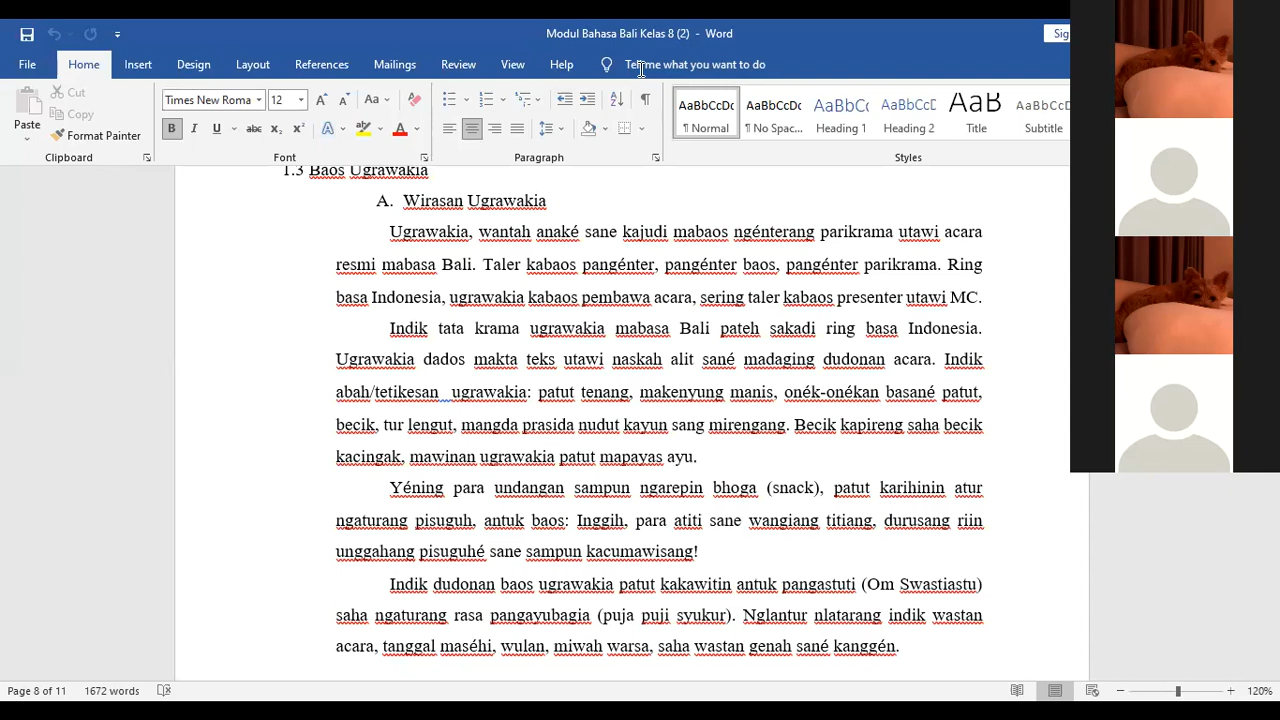 Modul Bahasa Bali Kelas 8 (2) - Word
File Home Insert Design Layout References Mailings Review View Help Tell me what you want to do
Paste
Cut
Copy
Format Painter
Clipboard
Times New Roma 12
Font
Paragraph
AaBbCcDc ¶ Normal
AaBbCcDc ¶ No Spac...
AaBbCc Heading 1
AaBbCcD Heading 2
AaB Title
AaBbCcD Subtitle
Styles
1.3 Baos Ugrawakia
A. Wirasan Ugrawakia
Ugrawakia, wantah anaké sane kajudi mabaos ngénterang parikrama utawi acara
resmi mabasa Bali. Taler kabaos pangénter, pangénter baos, pangénter parikrama. Ring
basa Indonesia, ugrawakia kabaos pembawa acara, sering taler kabaos presenter utawi MC.
Indik tata krama ugrawakia mabasa Bali pateh sakadi ring basa Indonesia.
Ugrawakia dados makta teks utawi naskah alit sané madaging dudonan acara. Indik
abah/tetikesan ugrawakia: patut tenang, makenyung manis, onék-onékan basané patut,
becik, tur lengut, mangda prasida nudut kayun sang mirengang. Becik kapireng saha becik
kacingak, mawinan ugrawakia patut mapayas ayu.
Yéning para undangan sampun ngarepin bhoga (snack), patut karihinin atur
ngaturang pisuguh, antuk baos: Inggih, para atiti sane wangiang titiang, durusang riin
unggahang pisuguhé sane sampun kacumawisang!
Indik dudonan baos ugrawakia patut kakawitin antuk pangastuti (Om Swastiastu)
saha ngaturang rasa pangayubagia (puja puji syukur). Nglantur nlatarang indik wastan
acara, tanggal maséhi, wulan, miwah warsa, saha wastan genah sané kanggén.
Page 8 of 11 1672 words
120%